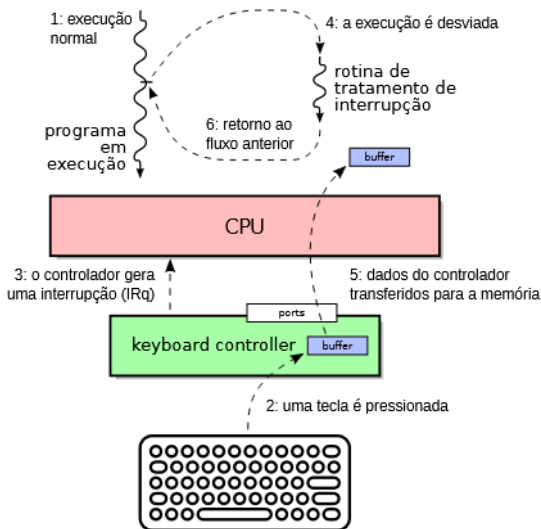 1: execução
normal
4: a execução é desviada
rotina de
tratamento de
interrupção
6: retorno ao
fluxo anterior
programa
em
execução
buffer
CPU
3: o controlador gera
uma interrupção (IRq)
5: dados do controlador
transferidos para a memória
ports
keyboard controller
buffer
2: uma tecla é pressionada